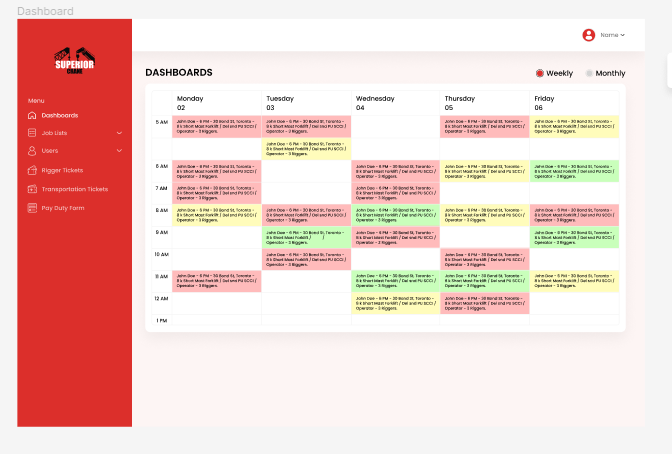 Dashboard
SUPERIOR
CRANE
Name
DASHBOARDS
Weekly
Monthly
Menu
Dashboards
Job Lists
Users
Rigger Tickets
Transportation Tickets
Pay Duty Form
Monday
02
Tuesday
03
Wednesday
04
Thursday
05
Friday
06
5 AM
John Doe - 6 PM - 30 Bond St, Toronto -
8 k Short Mast Forklift / Del and PU SCCI /
Operator - 3 Riggers.
John Doe - 6 PM - 30 Bond St, Toronto -
8 k Short Mast Forklift / Del and PU SCCI /
Operator - 3 Riggers.
John Doe - 6 PM - 30 Bond St, Toronto -
8 k Short Mast Forklift / Del and PU SCCI /
Operator - 3 Riggers.
John Doe - 6 PM - 30 Bond St, Toronto -
8 k Short Mast Forklift / Del and PU SCCI /
Operator - 3 Riggers.
John Doe - 6 PM - 30 Bond St, Toronto -
8 k Short Mast Forklift / Del and PU SCCI /
Operator - 3 Riggers.
6 AM
John Doe - 6 PM - 30 Bond St, Toronto -
8 k Short Mast Forklift / Del and PU SCCI /
Operator - 3 Riggers.
John Doe - 6 PM - 30 Bond St, Toronto -
8 k Short Mast Forklift / Del and PU SCCI /
Operator - 3 Riggers.
John Doe - 6 PM - 30 Bond St, Toronto -
8 k Short Mast Forklift / Del and PU SCCI /
Operator - 3 Riggers.
John Doe - 6 PM - 30 Bond St, Toronto -
8 k Short Mast Forklift / Del and PU SCCI /
Operator - 3 Riggers.
7 AM
John Doe - 6 PM - 30 Bond St, Toronto -
8 k Short Mast Forklift / Del and PU SCCI /
Operator - 3 Riggers.
John Doe - 6 PM - 30 Bond St, Toronto -
8 k Short Mast Forklift / Del and PU SCCI /
Operator - 3 Riggers.
8 AM
John Doe - 6 PM - 30 Bond St, Toronto -
8 k Short Mast Forklift / Del and PU SCCI /
Operator - 3 Riggers.
John Doe - 6 PM - 30 Bond St, Toronto -
8 k Short Mast Forklift / Del and PU SCCI /
Operator - 3 Riggers.
John Doe - 6 PM - 30 Bond St, Toronto -
8 k Short Mast Forklift / Del and PU SCCI /
Operator - 3 Riggers.
John Doe - 6 PM - 30 Bond St, Toronto -
8 k Short Mast Forklift / Del and PU SCCI /
Operator - 3 Riggers.
John Doe - 6 PM - 30 Bond St, Toronto -
8 k Short Mast Forklift / Del and PU SCCI /
Operator - 3 Riggers.
9 AM
John Doe - 6 PM - 30 Bond St, Toronto -
8 k Short Mast Forklift / /
Operator - 3 Riggers.
John Doe - 6 PM - 30 Bond St, Toronto -
8 k Short Mast Forklift / Del and PU SCCI /
Operator - 3 Riggers.
John Doe - 6 PM - 30 Bond St, Toronto -
8 k Short Mast Forklift / Del and PU SCCI /
Operator - 3 Riggers.
10 AM
John Doe - 6 PM - 30 Bond St, Toronto -
8 k Short Mast Forklift / Del and PU SCCI /
Operator - 3 Riggers.
John Doe - 6 PM - 30 Bond St, Toronto -
8 k Short Mast Forklift / Del and PU SCCI /
Operator - 3 Riggers.
11 AM
John Doe - 6 PM - 30 Bond St, Toronto -
8 k Short Mast Forklift / Del and PU SCCI /
Operator - 3 Riggers.
John Doe - 6 PM - 30 Bond St, Toronto -
8 k Short Mast Forklift / Del and PU SCCI /
Operator - 3 Riggers.
John Doe - 6 PM - 30 Bond St, Toronto -
8 k Short Mast Forklift / Del and PU SCCI /
Operator - 3 Riggers.
John Doe - 6 PM - 30 Bond St, Toronto -
8 k Short Mast Forklift / Del and PU SCCI /
Operator - 3 Riggers.
12 AM
John Doe - 6 PM - 30 Bond St, Toronto -
8 k Short Mast Forklift / Del and PU SCCI /
Operator - 3 Riggers.
John Doe - 6 PM - 30 Bond St, Toronto -
8 k Short Mast Forklift / Del and PU SCCI /
Operator - 3 Riggers.
1 PM